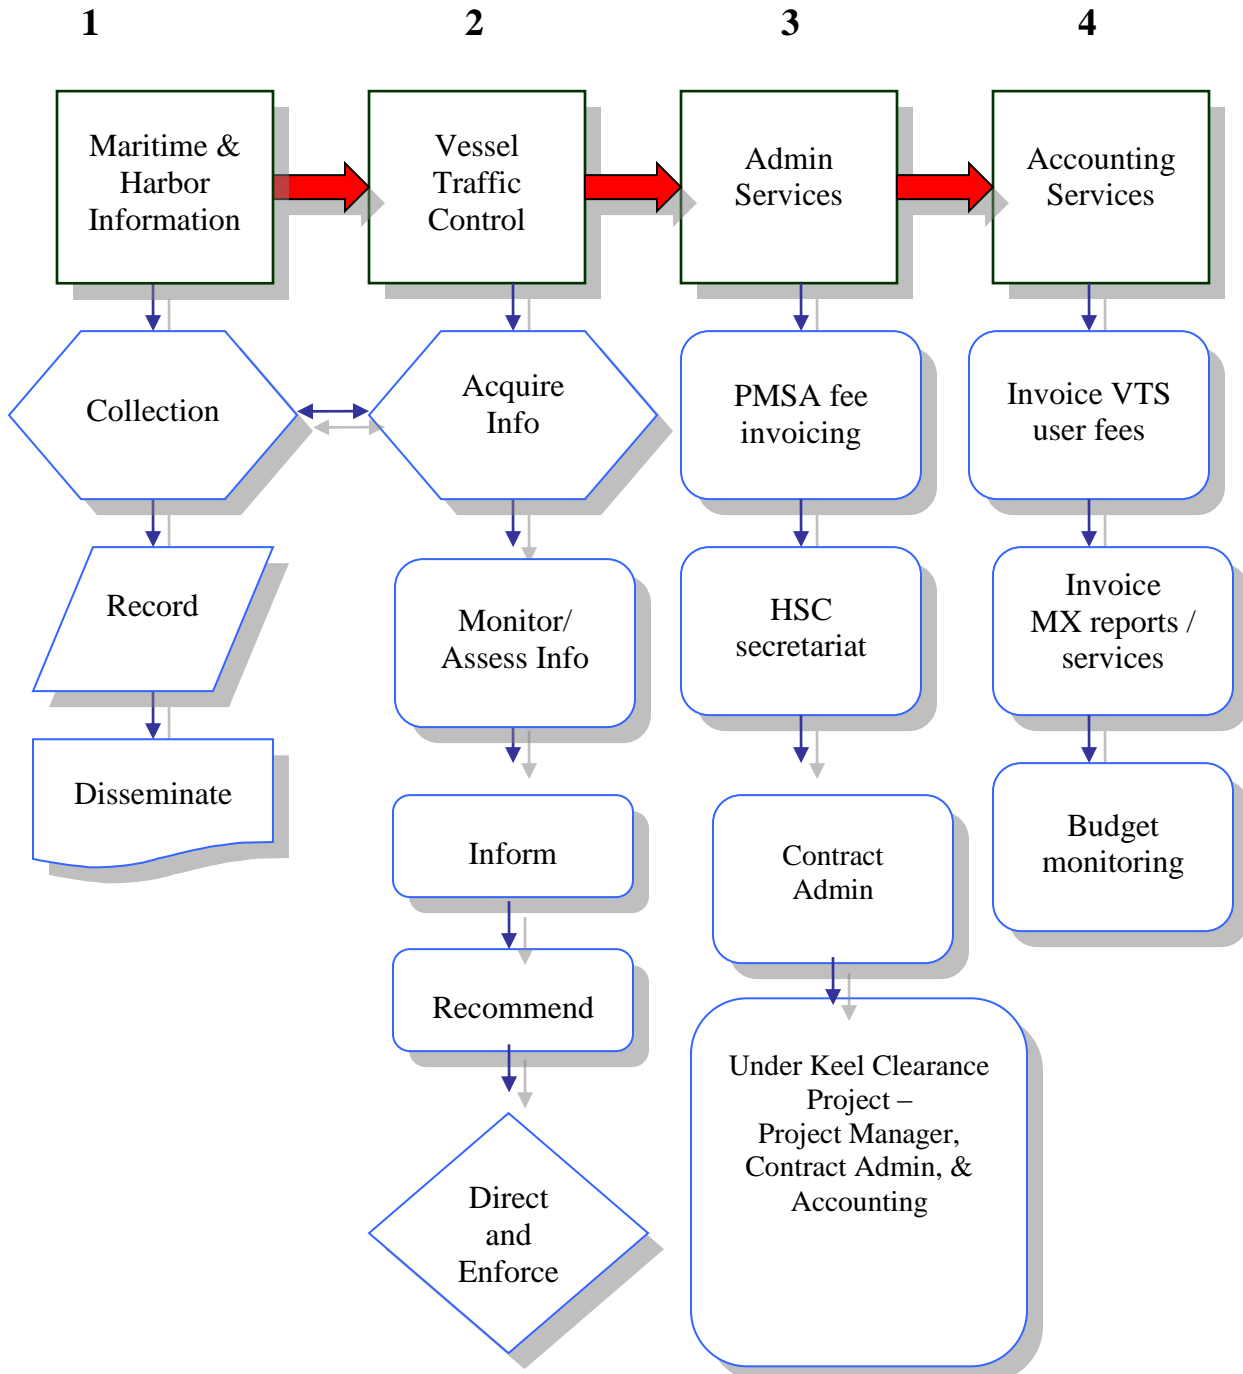 1
2
3
4
Maritime &
Harbor
Information
Vessel
Traffic
Control
Admin
Services
Accounting
Services
Collection
Acquire
Info
PMSA fee
invoicing
Invoice VTS
user fees
Record
Monitor/
Assess Info
HSC
secretariat
Invoice
MX reports /
services
Disseminate
Inform
Contract
Admin
Budget
monitoring
Recommend
Under Keel Clearance
Project –
Project Manager,
Contract Admin, &
Accounting
Direct
and
Enforce